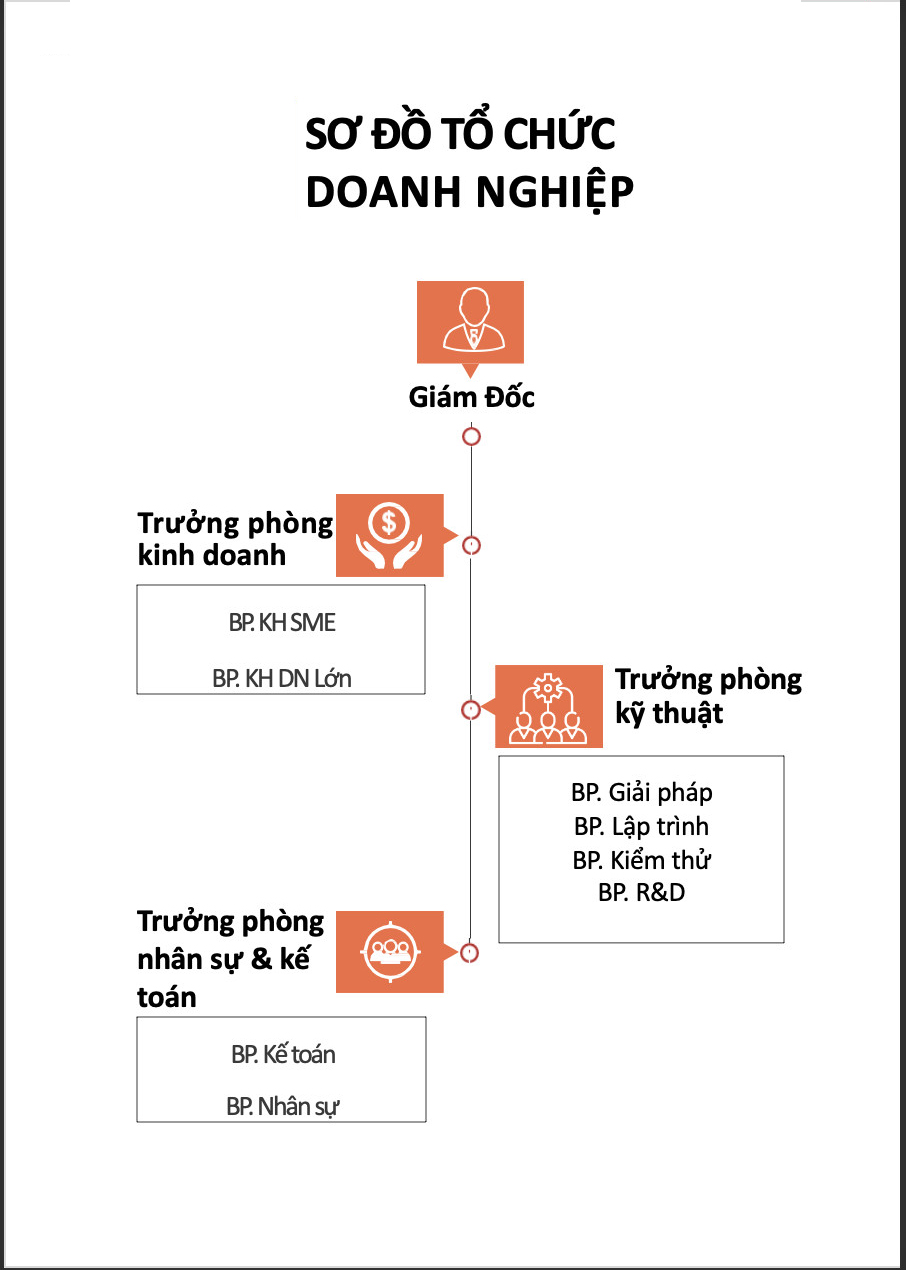 SƠ ĐỒ TỔ CHỨC
DOANH NGHIỆP
Giám Đốc
Trưởng phòng
kinh doanh
$
BP. KH SME
BP. KH DN Lớn
Trưởng phòng
kỹ thuật
BP. Giải pháp
BP. Lập trình
BP. Kiểm thử
BP. R&D
Trưởng phòng
nhân sự & kế
toán
BP. Kế toán
BP. Nhân sự